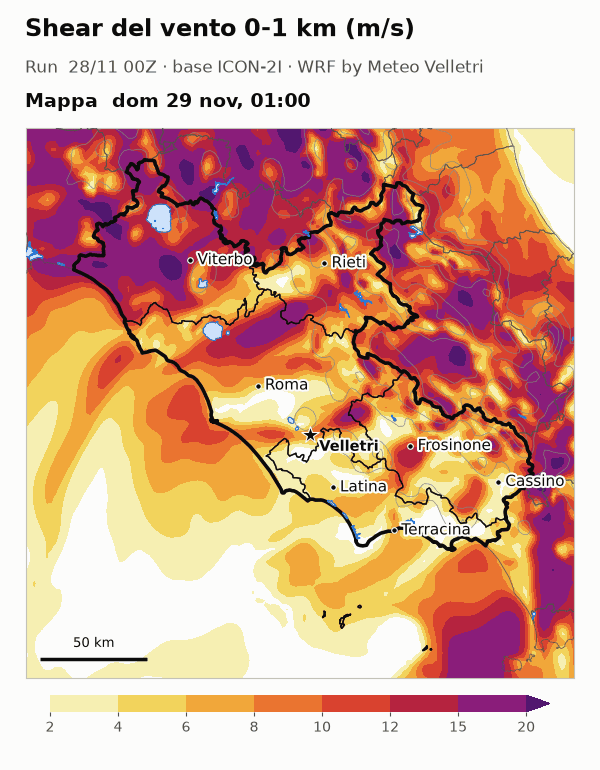 Shear del vento 0-1 km (m/s)
Run  28/11 00Z · base ICON-2I · WRF by Meteo Velletri
Mappa  dom 29 nov, 01:00
Viterbo
Rieti
Roma
Velletri
Frosinone
Cassino
Latina
Terracina
50 km
2 4 6 8 10 12 15 20